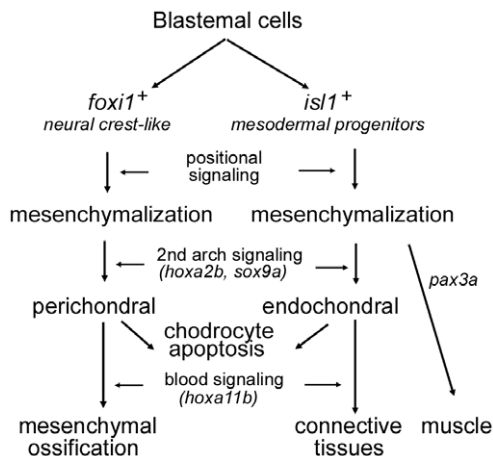 Blastemal cells
foxi1+ isl1+
neural crest-like mesodermal progenitors
positional
signaling
mesenchymalization mesenchymalization
2nd arch signaling
(hoxa2b, sox9a)
pax3a
perichondral endochondral
chodrocyte
apoptosis
blood signaling
(hoxa11b)
mesenchymal connective muscle
ossification tissues